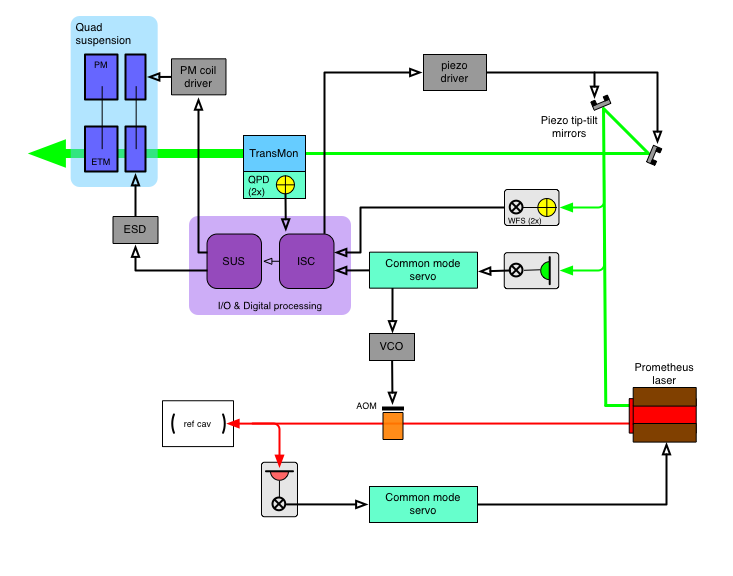 Quad
suspension
PM
PM coil
driver
piezo
driver
Piezo tip-tilt
mirrors
ETM
TransMon
QPD
(2x)
WFS (2x)
ESD
SUS
ISC
Common mode
servo
I/O & Digital processing
VCO
Prometheus
laser
AOM
ref cav
Common mode
servo